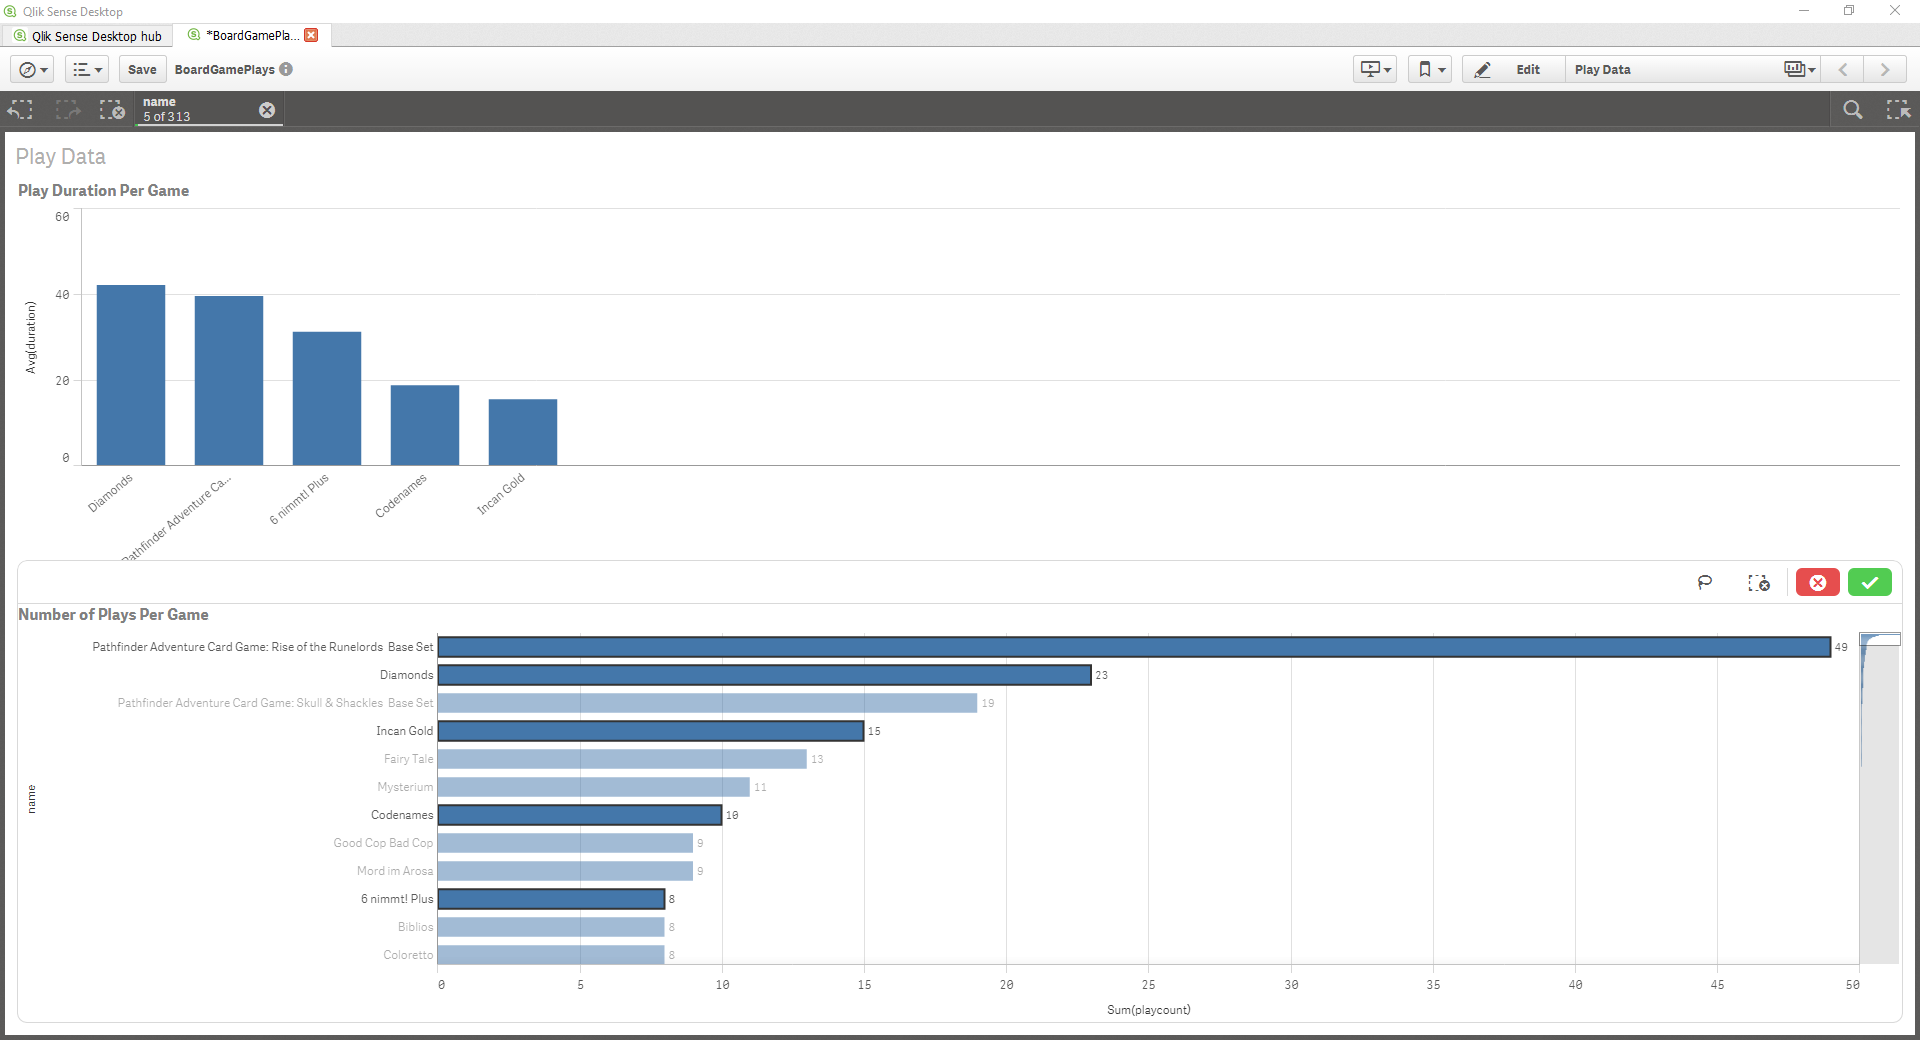 Qlik Sense Desktop
Qlik Sense Desktop hub
*BoardGamePla...
Save
BoardGamePlays
Edit
Play Data
name
5 of 313
Play Data
Play Duration Per Game
60
40
20
0
Avg(duration)
Diamonds
Pathfinder Adventure Ca...
6 nimmt! Plus
Codenames
Incan Gold
Number of Plays Per Game
name
Pathfinder Adventure Card Game: Rise of the Runelords  Base Set 49
Diamonds 23
Pathfinder Adventure Card Game: Skull & Shackles  Base Set 19
Incan Gold 15
Fairy Tale 13
Mysterium 11
Codenames 10
Good Cop Bad Cop 9
Mord im Arosa 9
6 nimmt! Plus 8
Biblios 8
Coloretto 8
0 5 10 15 20 25 30 35 40 45 50
Sum(playcount)